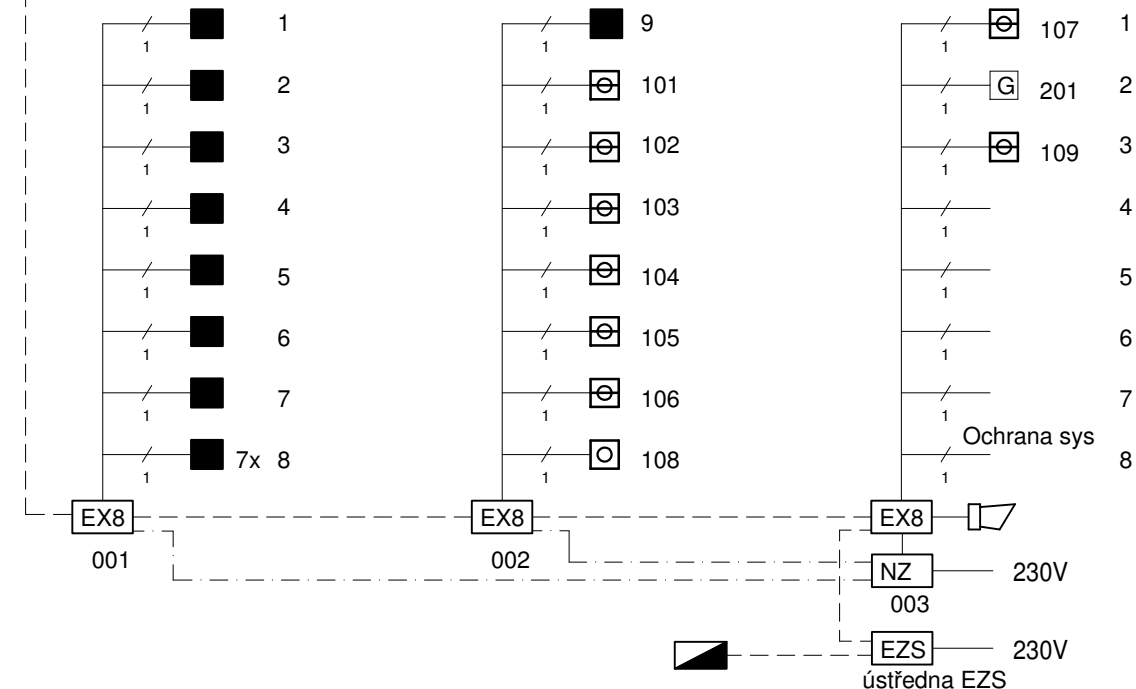 1 9 107 1
1 1 1
2 101 G 201 2
1 1 1
3 102 109 3
1 1 1
4 103 4
1 1 1
5 104 5
1 1 1
6 105 6
1 1 1
7 106 7
1 1 1
Ochrana sys
7x 8 108 8
1 1 1
EX8 EX8 EX8
001 002
NZ 230V
003
EZS 230V
ústředna EZS